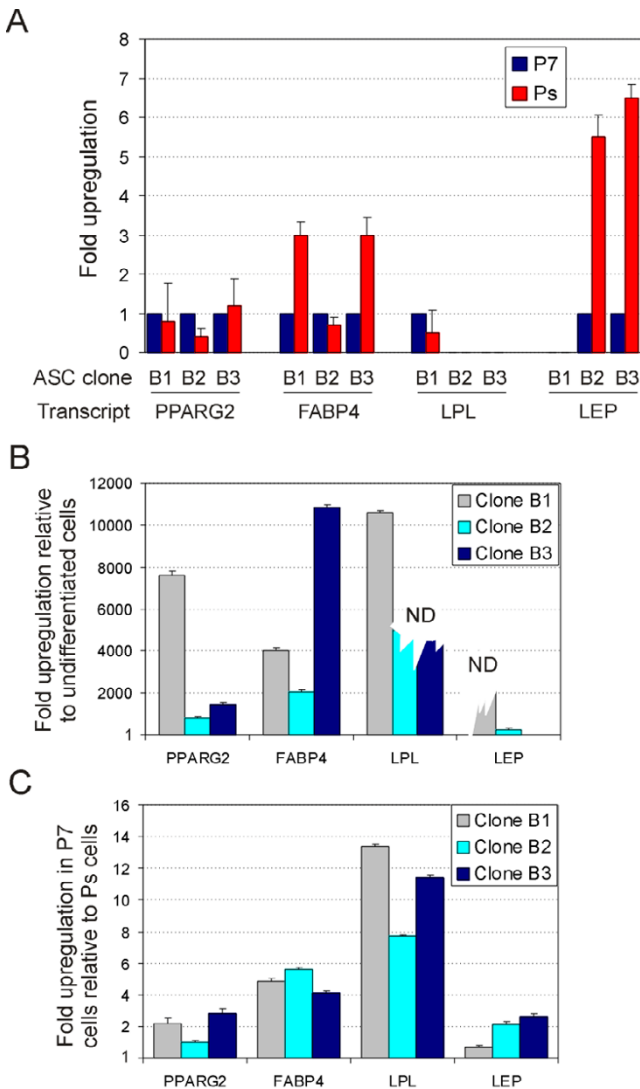 A
8
7
6
5
4
3
2
1
0
Fold upregulation
P7
Ps
ASC clone B1 B2 B3 B1 B2 B3 B1 B2 B3 B1 B2 B3
Transcript PPARG2 FABP4 LPL LEP
B
12000
10000
8000
6000
4000
2000
1
Fold upregulation relative
to undifferentiated cells
Clone B1
Clone B2
Clone B3
ND
ND
PPARG2 FABP4 LPL LEP
C
16
14
12
10
8
6
4
2
1
Fold upregulation in P7
cells relative to Ps cells
Clone B1
Clone B2
Clone B3
PPARG2 FABP4 LPL LEP